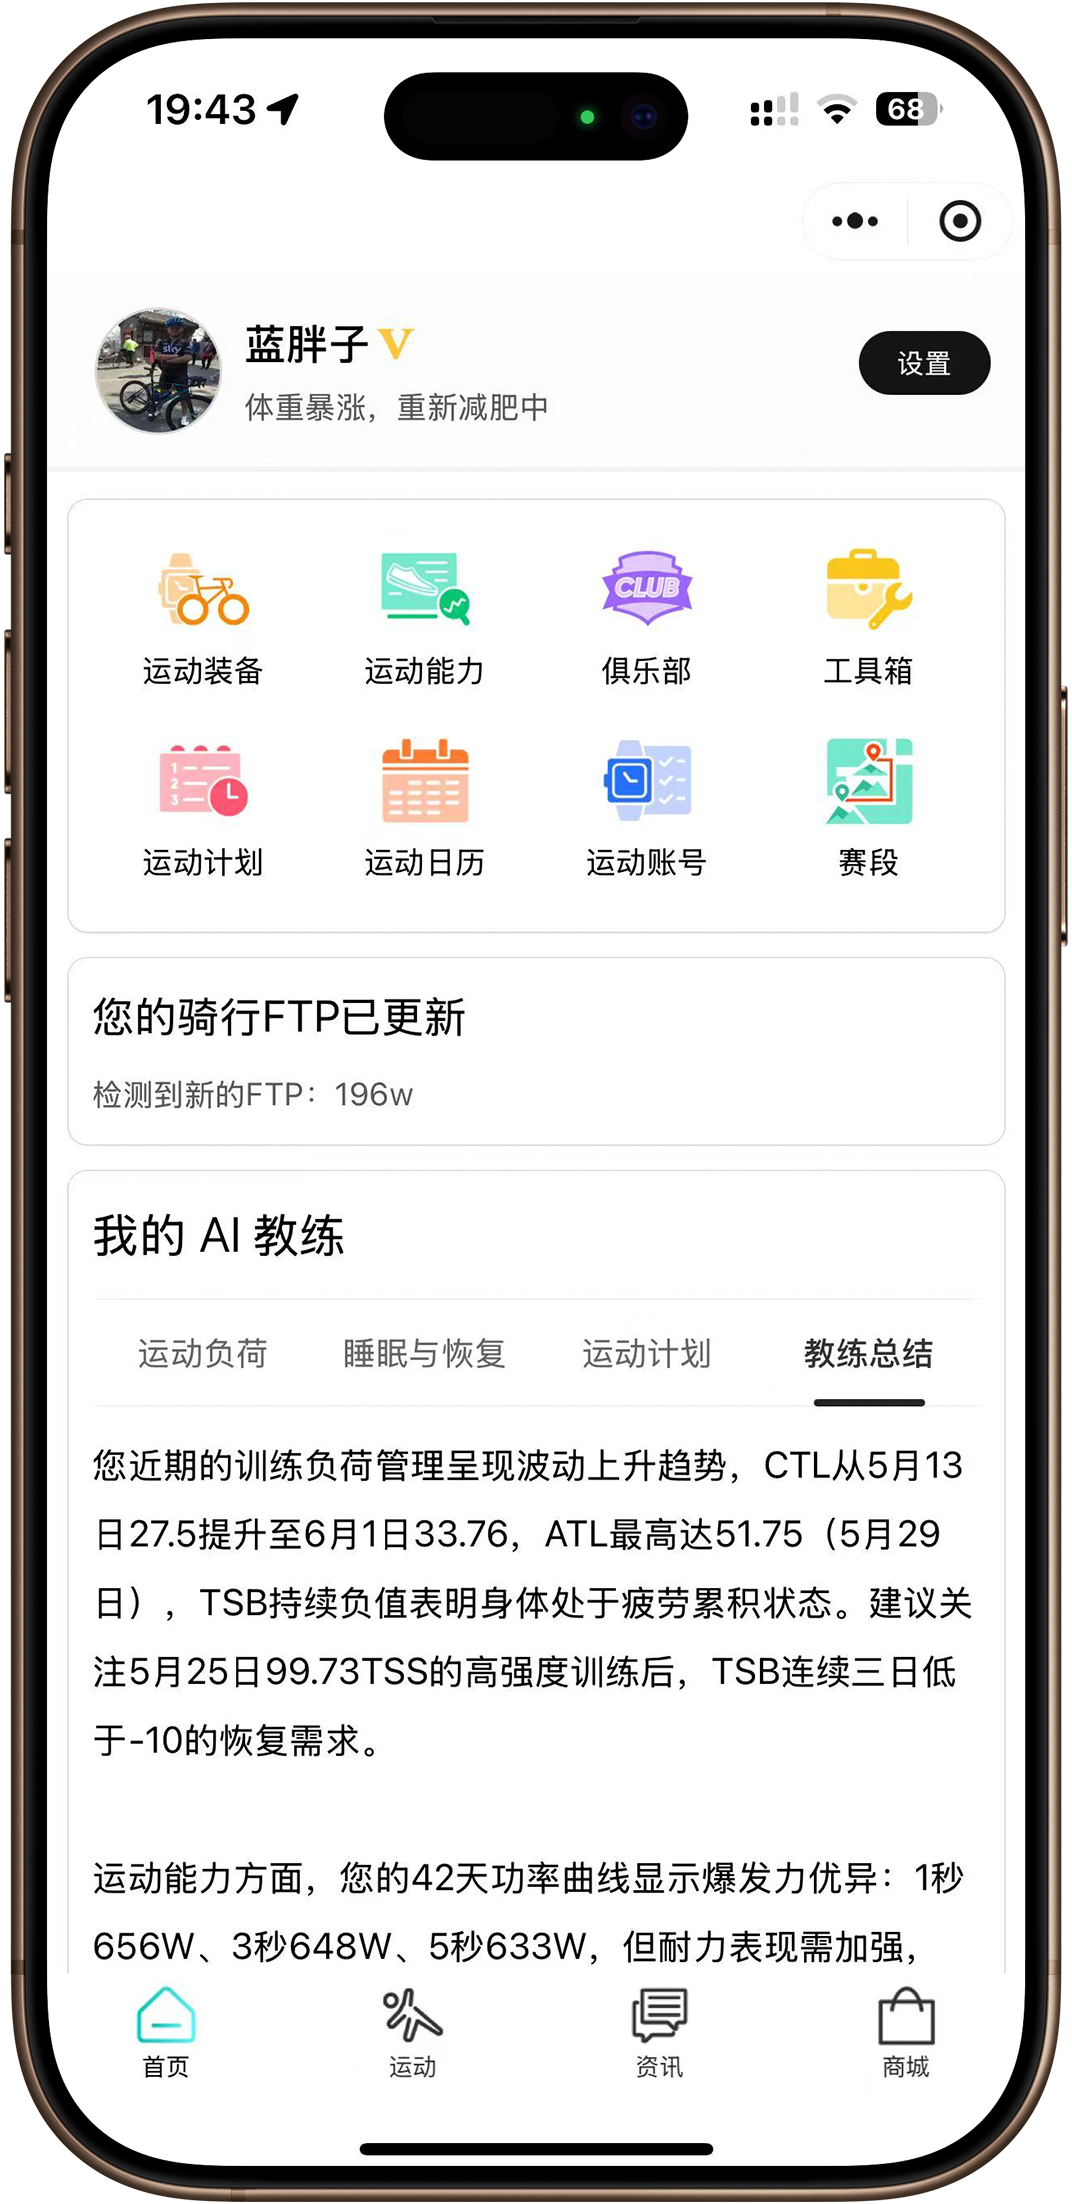 19:43
68
蓝胖子 V
设置
体重暴涨，重新减肥中
sky
CLUB
运动装备
运动能力
俱乐部
工具箱
1
2
3
运动计划
运动日历
运动账号
赛段
您的骑行FTP已更新
检测到新的FTP：196w
我的 AI 教练
运动负荷
睡眠与恢复
运动计划
教练总结
您近期的训练负荷管理呈现波动上升趋势，CTL从5月13
日27.5提升至6月1日33.76，ATL最高达51.75（5月29
日），TSB持续负值表明身体处于疲劳累积状态。建议关
注5月25日99.73TSS的高强度训练后，TSB连续三日低
于-10的恢复需求。
运动能力方面，您的42天功率曲线显示爆发力优异：1秒
656W、3秒648W、5秒633W，但耐力表现需加强，
首页
运动
资讯
商城